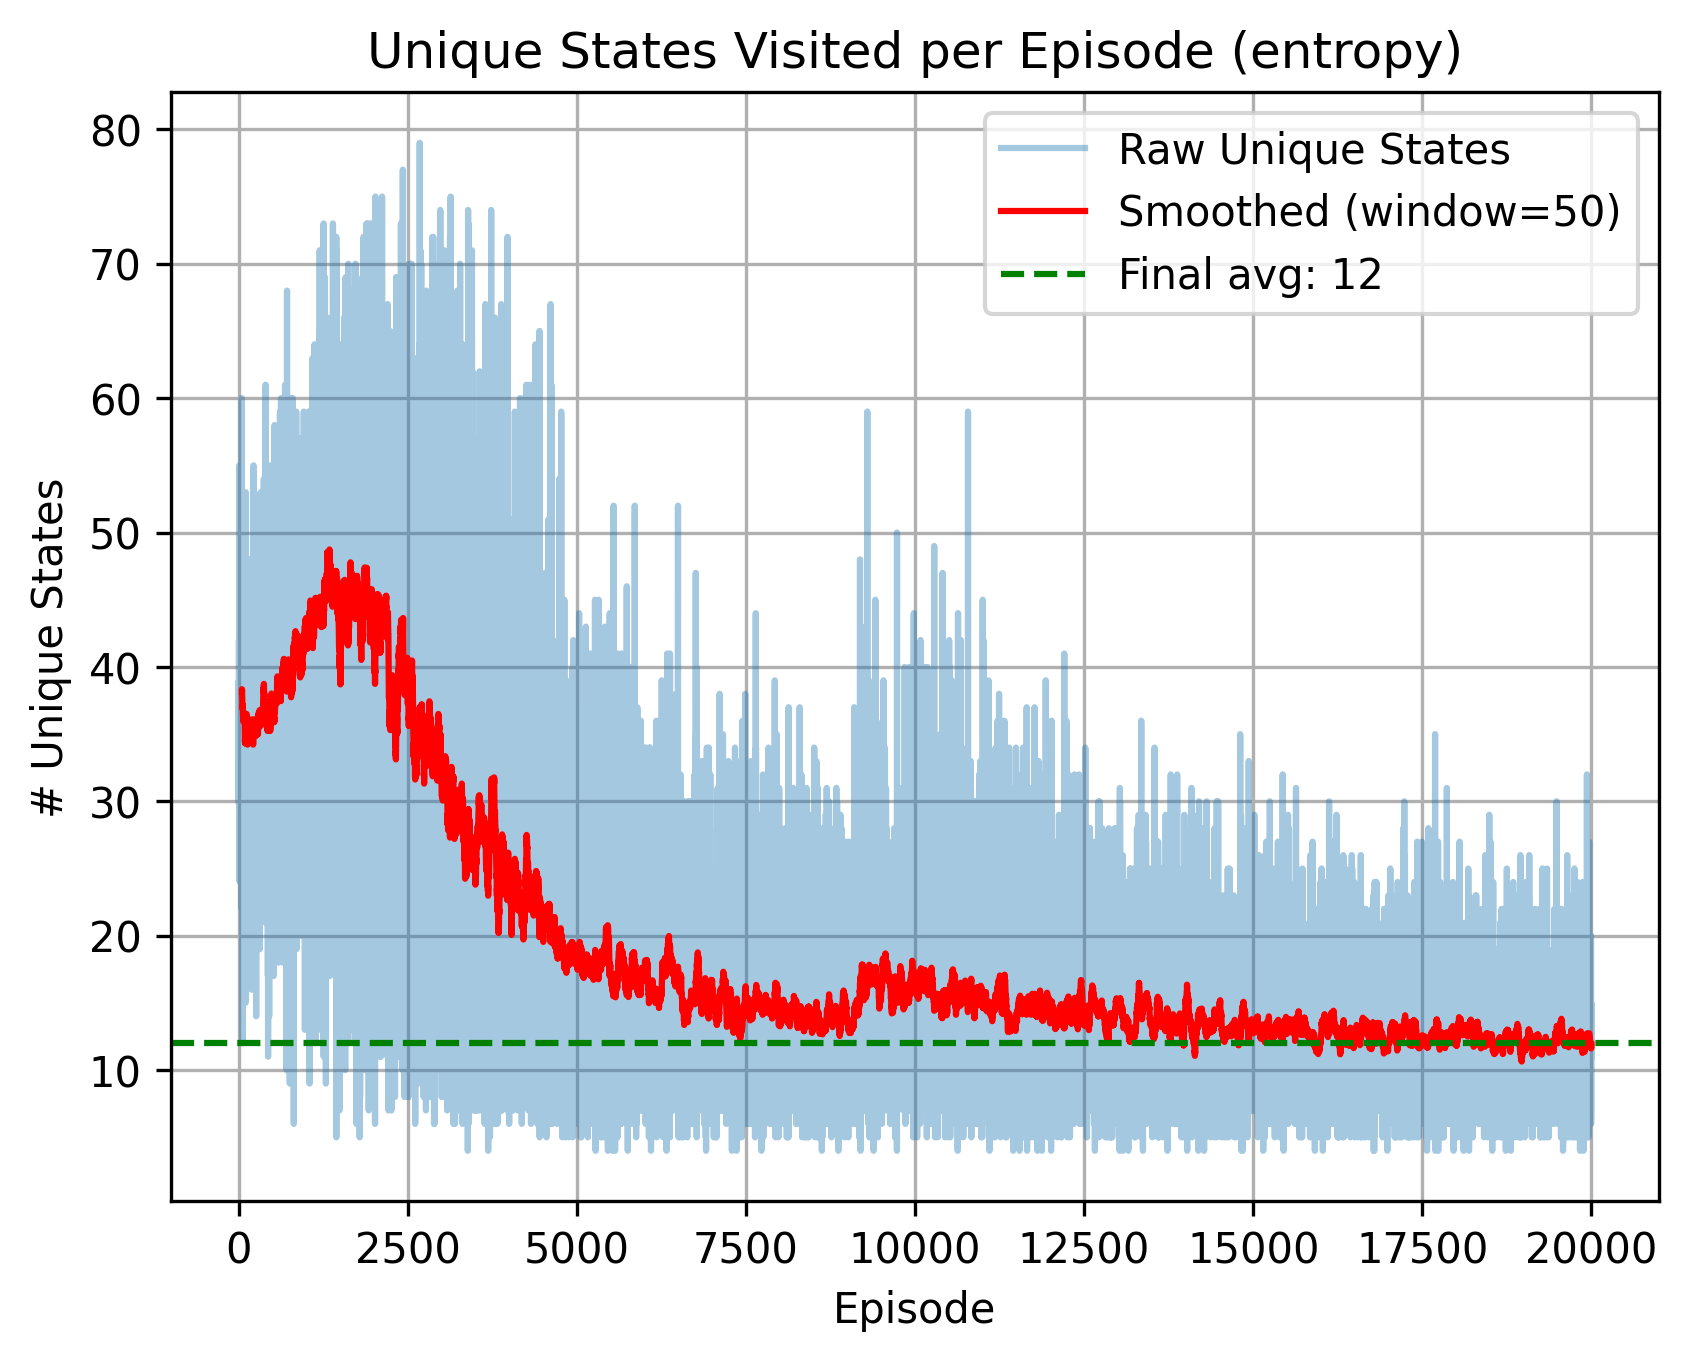 Unique States Visited per Episode (entropy)
Raw Unique States
Smoothed (window=50)
Final avg: 12
# Unique States
80
70
60
50
40
30
20
10
0 2500 5000 7500 10000 12500 15000 17500 20000
Episode